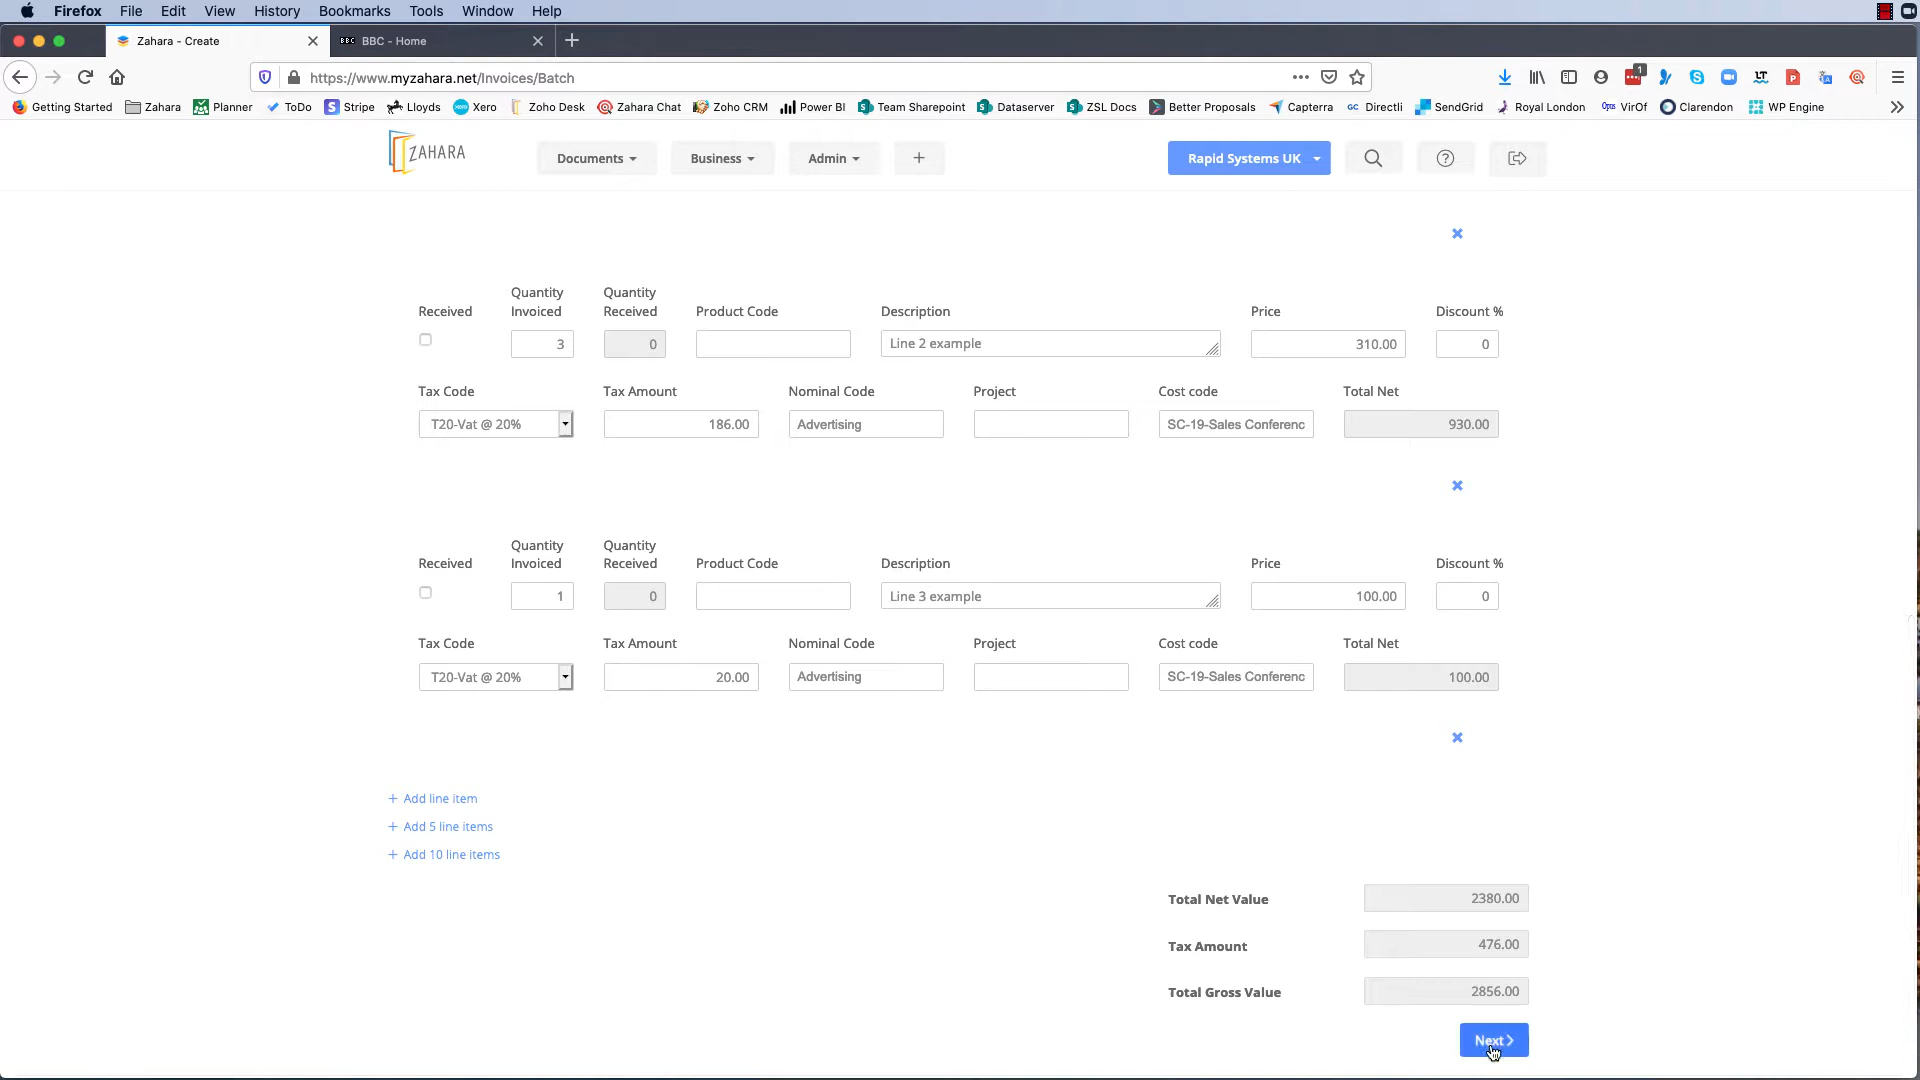 Firefox File Edit View History Bookmarks Tools Window Help
Zahara - Create BBC BBC - Home
https://www.myzahara.net/Invoices/Batch 1
Getting Started Zahara Planner ToDo Stripe Lloyds Xero Zoho Desk Zahara Chat Zoho CRM Power BI Team Sharepoint Dataserver ZSL Docs Better Proposals Capterra GC Directli SendGrid Royal London Opus VirOf Clarendon WP Engine
ZAHARA Documents Business Admin + Rapid Systems UK
Quantity Quantity
Received Invoiced Received Product Code Description Price Discount %
3 0 Line 2 example 310.00 0
Tax Code Tax Amount Nominal Code Project Cost code Total Net
T20-Vat @ 20% 186.00 Advertising SC-19-Sales Conferenc 930.00
Quantity Quantity
Received Invoiced Received Product Code Description Price Discount %
1 0 Line 3 example 100.00 0
Tax Code Tax Amount Nominal Code Project Cost code Total Net
T20-Vat @ 20% 20.00 Advertising SC-19-Sales Conferenc 100.00
+ Add line item
+ Add 5 line items
+ Add 10 line items
Total Net Value 2380.00
Tax Amount 476.00
Total Gross Value 2856.00
Next